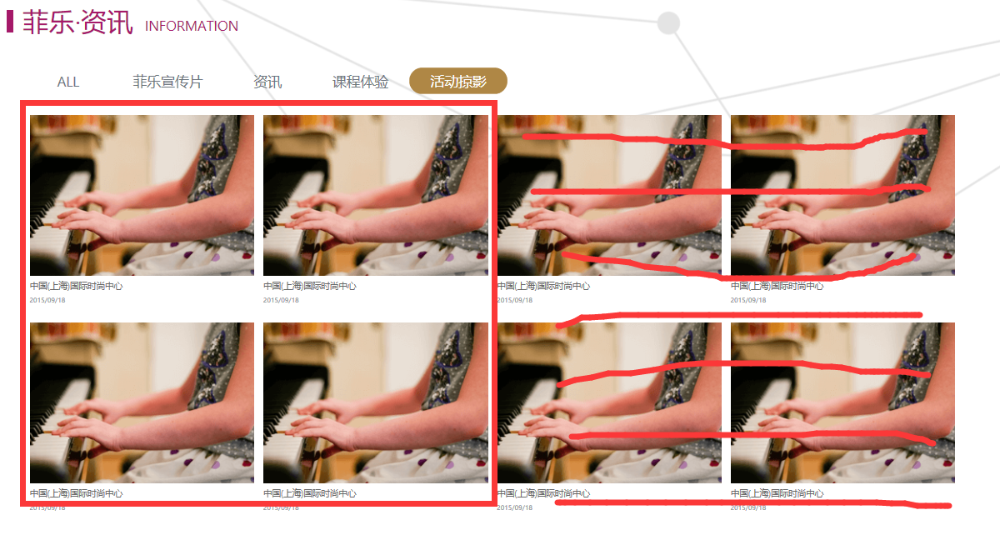 菲乐·资讯 INFORMATION
ALL 菲乐宣传片 资讯 课程体验 活动掠影
中国(上海)国际时尚中心 中国(上海)国际时尚中心 中国(上海)国际时尚中心 中国(上海)国际时尚中心
2015/09/18 2015/09/18 2015/09/18 2015/09/18
中国(上海)国际时尚中心 中国(上海)国际时尚中心 中国(上海)国际时尚中心 中国(上海)国际时尚中心
2015/09/18 2015/09/18 2015/09/18 2015/09/18